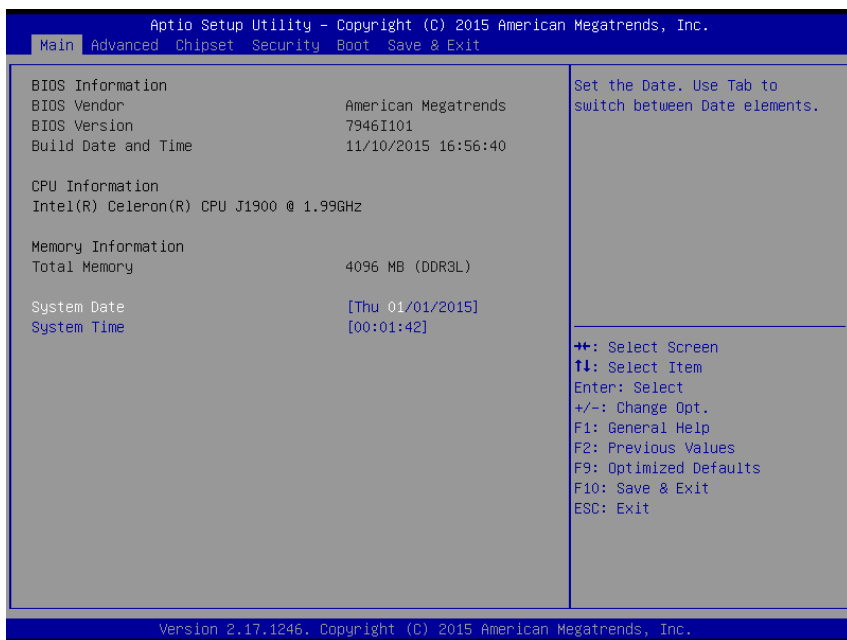 Aptio Setup Utility – Copyright (C) 2015 American Megatrends, Inc.
Main Advanced Chipset Security Boot Save & Exit
BIOS Information
BIOS Vendor American Megatrends
BIOS Version 7946I101
Build Date and Time 11/10/2015 16:56:40
CPU Information
Intel(R) Celeron(R) CPU J1900 @ 1.99GHz
Memory Information
Total Memory 4096 MB (DDR3L)
System Date [Thu 01/01/2015]
System Time [00:01:42]
Set the Date. Use Tab to
switch between Date elements.
→←: Select Screen
↑↓: Select Item
Enter: Select
+/-: Change Opt.
F1: General Help
F2: Previous Values
F9: Optimized Defaults
F10: Save & Exit
ESC: Exit
Version 2.17.1246. Copyright (C) 2015 American Megatrends, Inc.